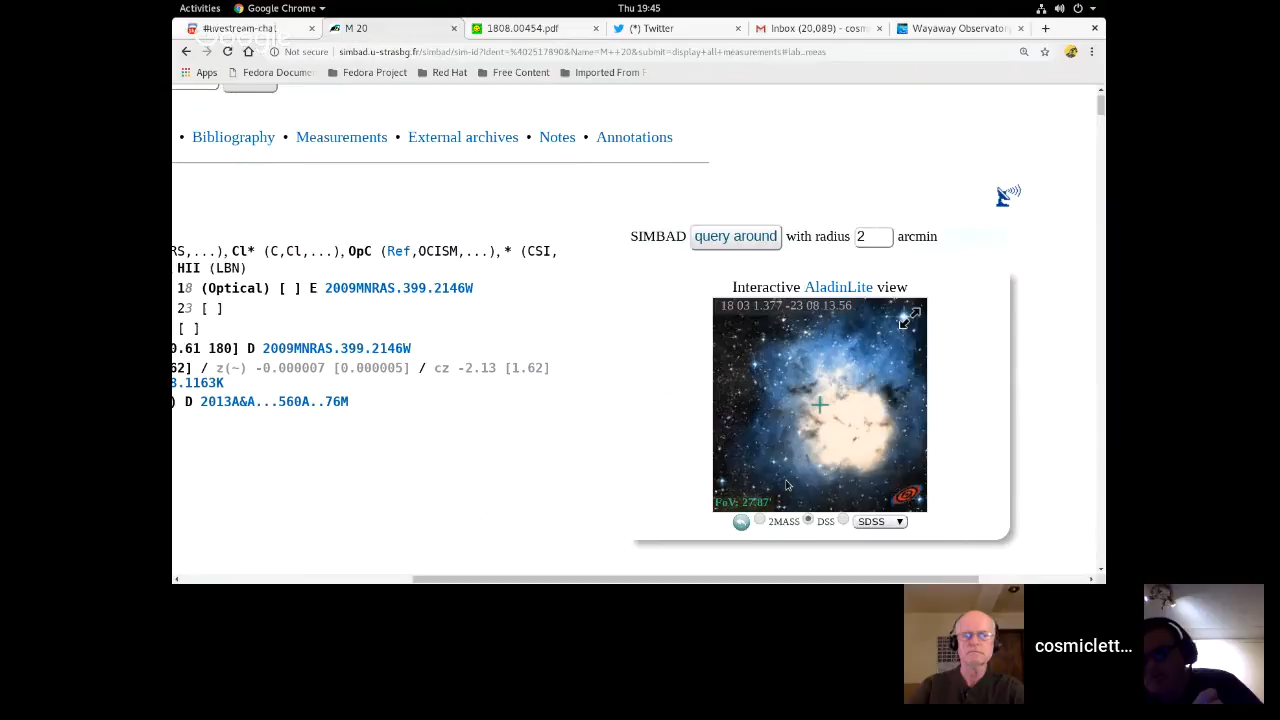 Activities Google Chrome Thu 19:45
#livestream-chat M 20 1808.00454.pdf (*) Twitter Inbox (20,089) - cosm Wayaway Observator
Google
Not secure simbad.u-strasbg.fr/simbad/sim-id?Ident=%402517890&Name=M++20&submit=display+all+measurements#lab_meas
Apps Fedora Docume Fedora Project Red Hat Free Content Imported From F
• Bibliography • Measurements • External archives • Notes • Annotations
SIMBAD query around with radius 2 arcmin
RS,...), Cl* (C,Cl,...), OpC (Ref,OCISM,...), * (CSI,
HII (LBN)
18 (Optical) [ ] E 2009MNRAS.399.2146W
23 [ ]
[ ]
0.61 180] D 2009MNRAS.399.2146W
62] / z(~) -0.000007 [0.000005] / cz -2.13 [1.62]
3.1163K
) D 2013A&A...560A..76M
Interactive AladinLite view
18 03 1.377 -23 08 13.56
FoV: 27.87'
2MASS DSS SDSS
cosmiclett...